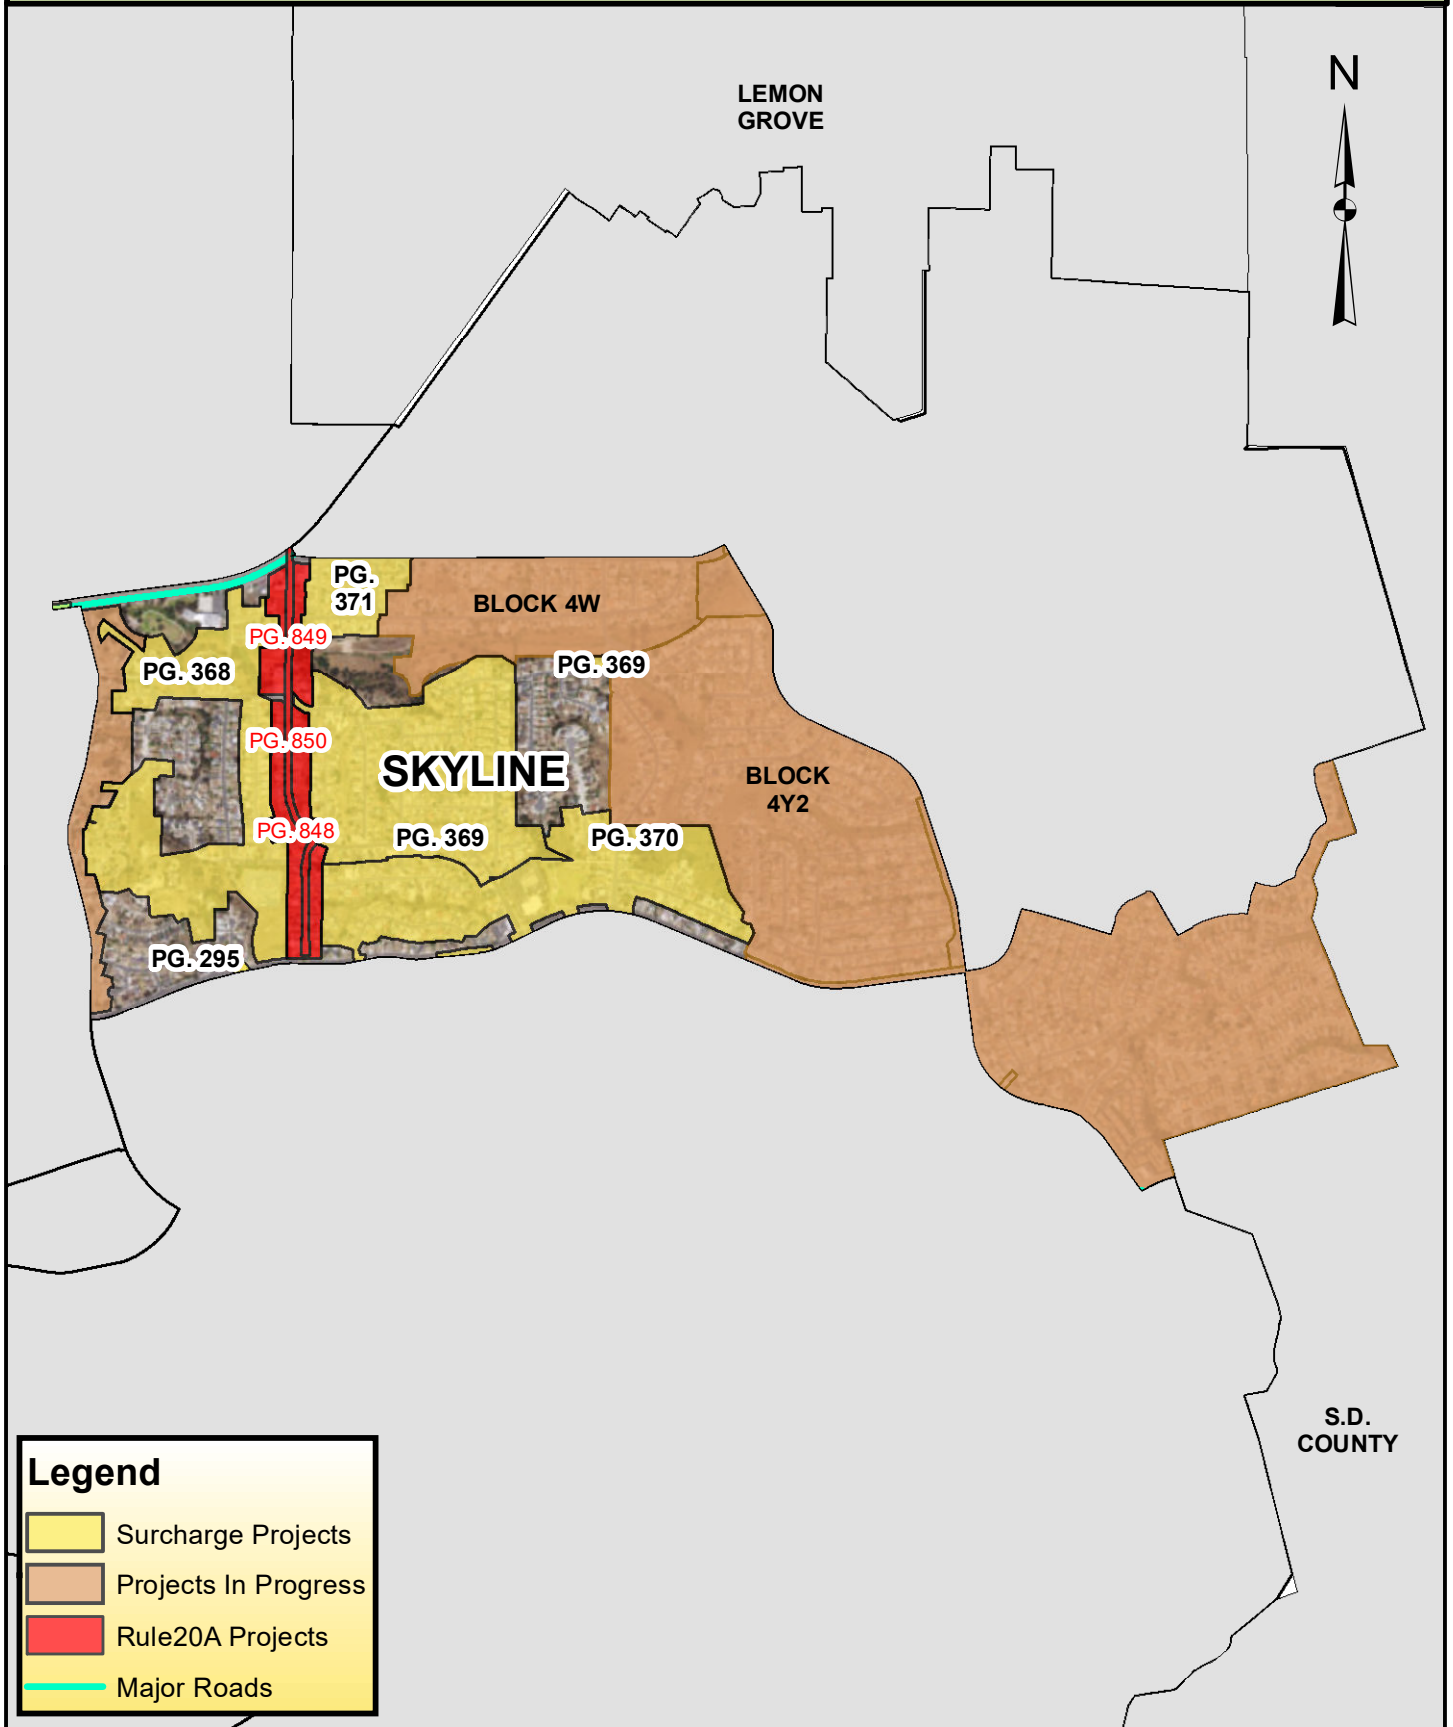 LEMON
GROVE
N
PG.
371
BLOCK 4W
PG. 849
PG. 368
PG. 369
PG. 850
SKYLINE
BLOCK
4Y2
PG. 848
PG. 369
PG. 370
PG. 295
S.D.
COUNTY
Legend
Surcharge Projects
Projects In Progress
Rule20A Projects
Major Roads